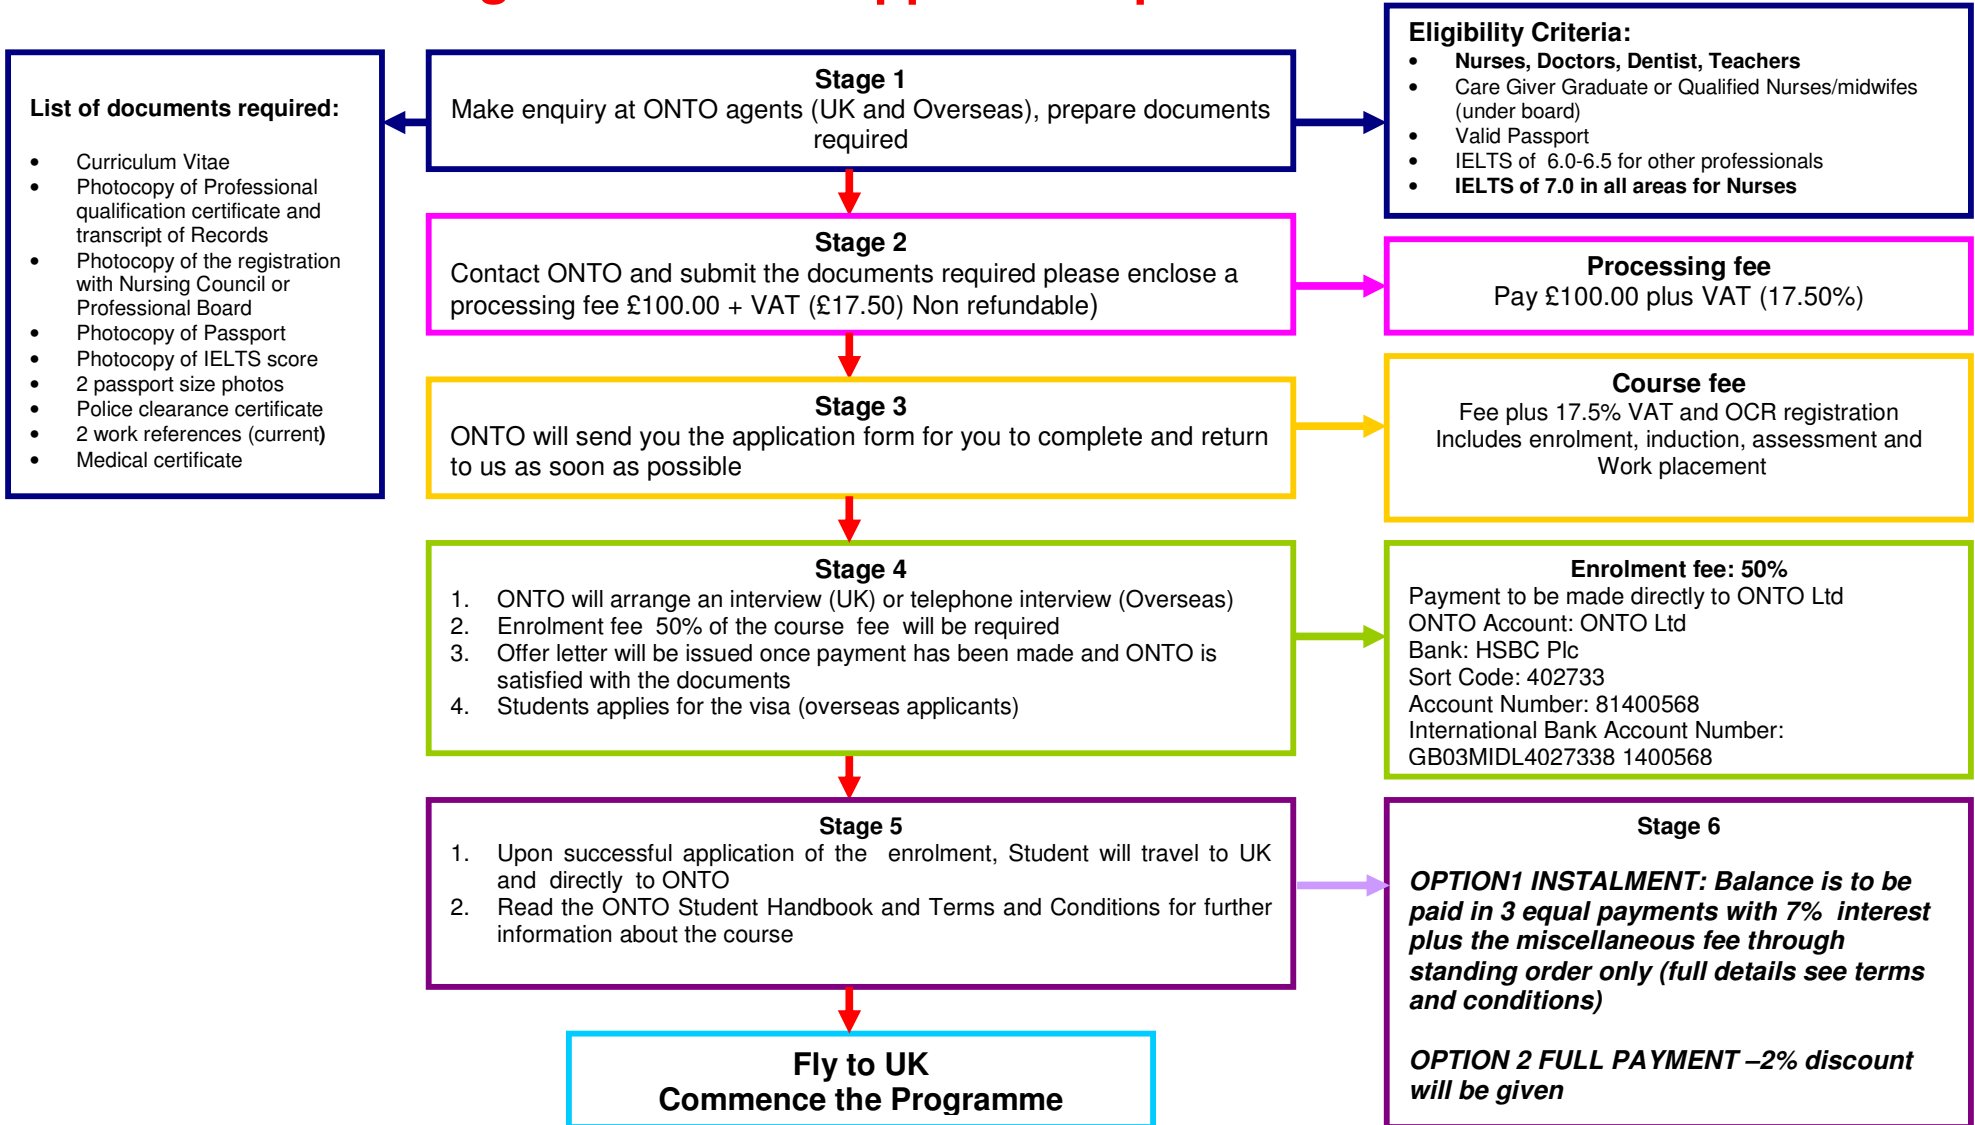 List of documents required:
• Curriculum Vitae
• Photocopy of Professional
qualification certificate and
transcript of Records
• Photocopy of the registration
with Nursing Council or
Professional Board
• Photocopy of Passport
• Photocopy of IELTS score
• 2 passport size photos
• Police clearance certificate
• 2 work references (current)
• Medical certificate
Stage 1
Make enquiry at ONTO agents (UK and Overseas), prepare documents
required
Eligibility Criteria:
• Nurses, Doctors, Dentist, Teachers
• Care Giver Graduate or Qualified Nurses/midwifes
(under board)
• Valid Passport
• IELTS of 6.0-6.5 for other professionals
• IELTS of 7.0 in all areas for Nurses
Stage 2
Contact ONTO and submit the documents required please enclose a
processing fee £100.00 + VAT (£17.50) Non refundable)
Processing fee
Pay £100.00 plus VAT (17.50%)
Stage 3
ONTO will send you the application form for you to complete and return
to us as soon as possible
Course fee
Fee plus 17.5% VAT and OCR registration
Includes enrolment, induction, assessment and
Work placement
Stage 4
1. ONTO will arrange an interview (UK) or telephone interview (Overseas)
2. Enrolment fee 50% of the course fee will be required
3. Offer letter will be issued once payment has been made and ONTO is
satisfied with the documents
4. Students applies for the visa (overseas applicants)
Enrolment fee: 50%
Payment to be made directly to ONTO Ltd
ONTO Account: ONTO Ltd
Bank: HSBC Plc
Sort Code: 402733
Account Number: 81400568
International Bank Account Number:
GB03MIDL4027338 1400568
Stage 5
1. Upon successful application of the enrolment, Student will travel to UK
and directly to ONTO
2. Read the ONTO Student Handbook and Terms and Conditions for further
information about the course
Stage 6
OPTION1 INSTALMENT: Balance is to be
paid in 3 equal payments with 7% interest
plus the miscellaneous fee through
standing order only (full details see terms
and conditions)
OPTION 2 FULL PAYMENT –2% discount
will be given
Fly to UK
Commence the Programme